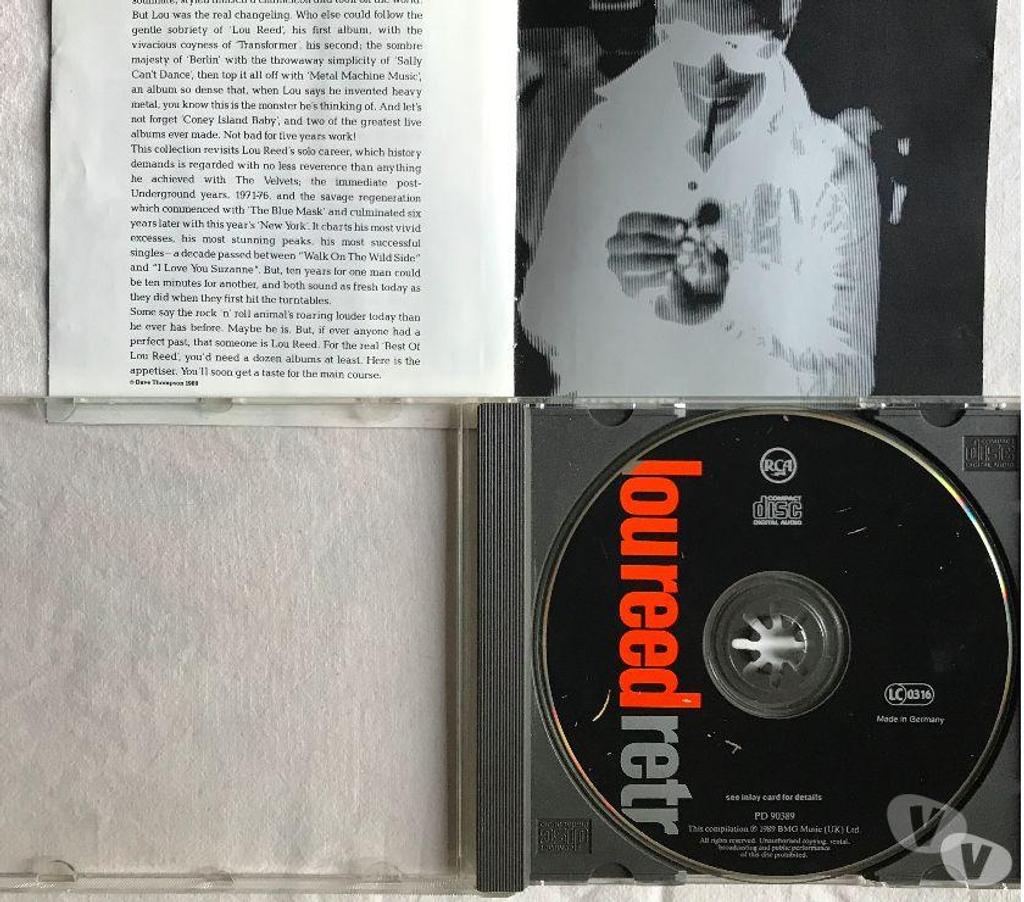 soulmate, styled himself a chameleon and took on the world.
But Lou was the real changeling. Who else could follow the
gentle sobriety of 'Lou Reed', his first album, with the
vivacious coyness of 'Transformer', his second; the sombre
majesty of 'Berlin' with the throwaway simplicity of 'Sally
Can't Dance', then top it all off with 'Metal Machine Music',
an album so dense that, when Lou says he invented heavy
metal, you know this is the monster he's thinking of. And let's
not forget 'Coney Island Baby', and two of the greatest live
albums ever made. Not bad for five years work!
This collection revisits Lou Reed's solo career, which history
demands is regarded with no less reverence than anything
he achieved with The Velvets; the immediate post-
Underground years, 1971-76, and the savage regeneration
which commenced with 'The Blue Mask' and culminated six
years later with this year's 'New York'. It charts his most vivid
excesses, his most stunning peaks, his most successful
singles – a decade passed between "Walk On The Wild Side"
and "I Love You Suzanne". But, ten years for one man could
be ten minutes for another, and both sound as fresh today as
they did when they first hit the turntables.
Some say the rock 'n' roll animal's roaring louder today than
he ever has before. Maybe he is. But, if ever anyone had a
perfect past, that someone is Lou Reed. For the real 'Best Of
Lou Reed', you'd need a dozen albums at least. Here is the
appetiser. You'll soon get a taste for the main course.
© Dave Thompson 1989
RCA
COMPACT
disc
DIGITAL AUDIO
lou reed retr
LC 0316
Made in Germany
see inlay card for details
PD 90389
This compilation ℗ 1989 BMG Music (UK) Ltd
All rights reserved. Unauthorised copying, rental,
broadcasting and public performance
of this disc prohibited.
COMPACT
disc
DIGITAL AUDIO
COMPACT
disc
V
V